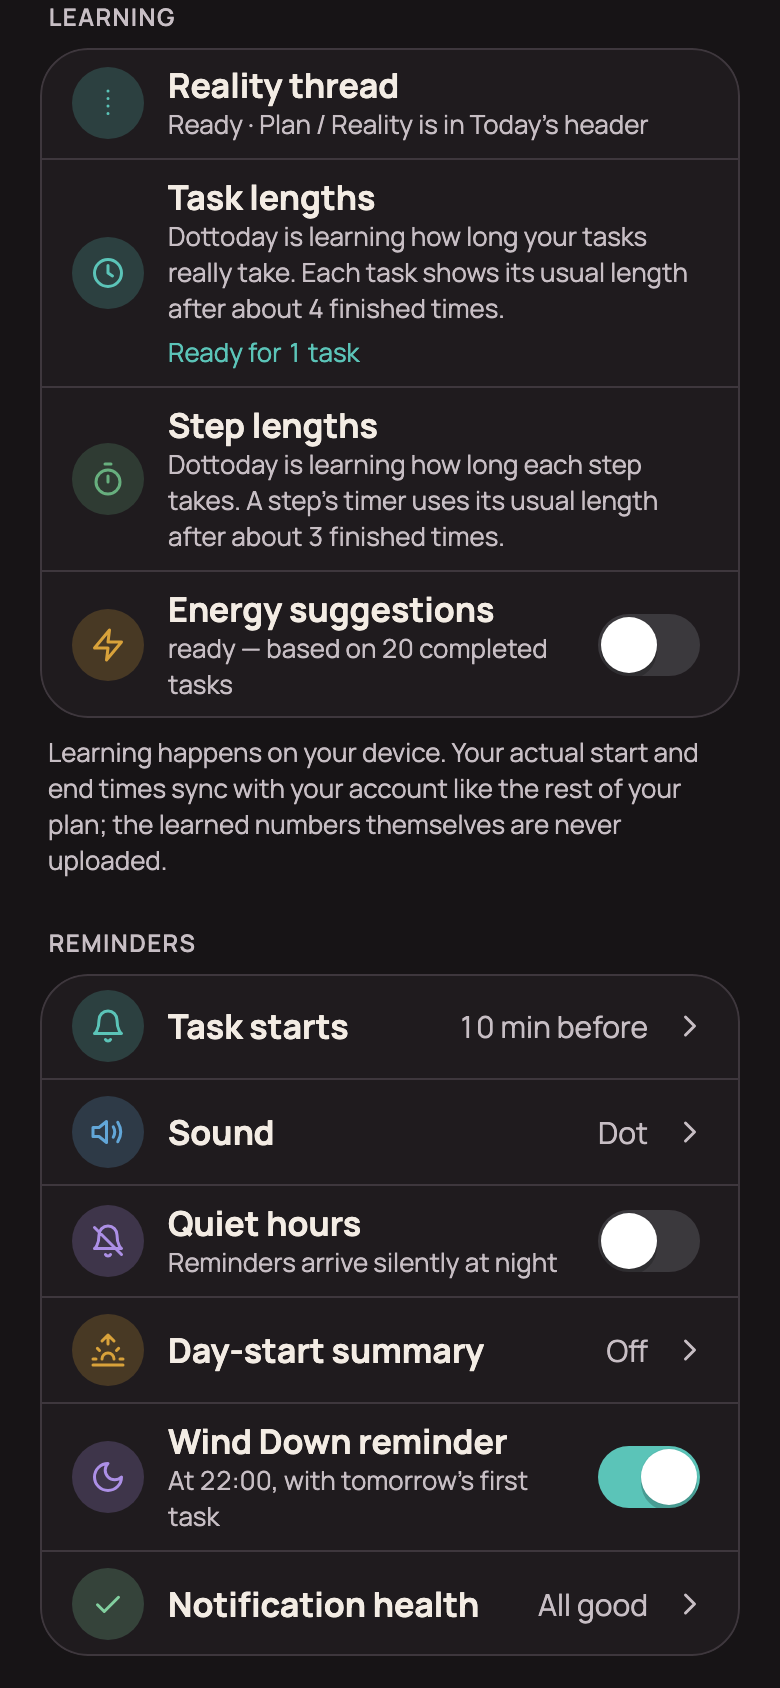 LEARNING
Reality thread
Ready · Plan / Reality is in Today's header
Task lengths
Dottoday is learning how long your tasks
really take. Each task shows its usual length
after about 4 finished times.
Ready for 1 task
Step lengths
Dottoday is learning how long each step
takes. A step's timer uses its usual length
after about 3 finished times.
Energy suggestions
ready — based on 20 completed
tasks
Learning happens on your device. Your actual start and
end times sync with your account like the rest of your
plan; the learned numbers themselves are never
uploaded.
REMINDERS
Task starts 10 min before
Sound Dot
Quiet hours
Reminders arrive silently at night
Day-start summary Off
Wind Down reminder
At 22:00, with tomorrow's first
task
Notification health All good